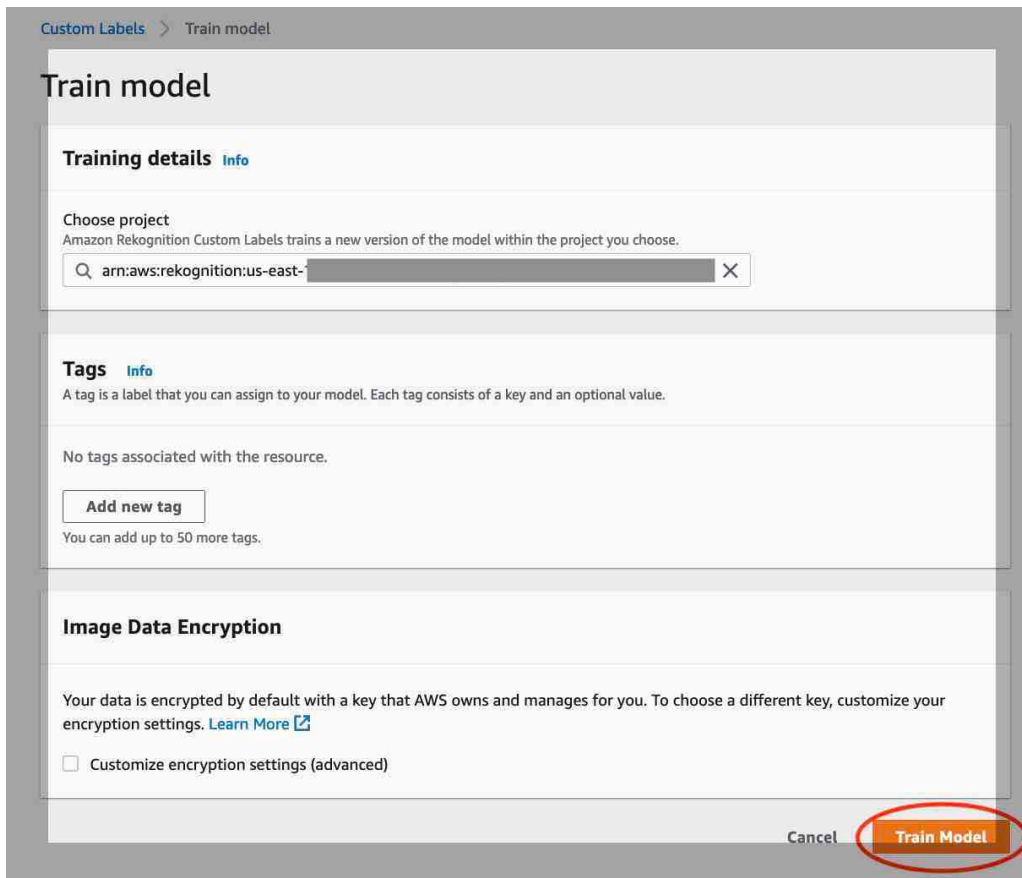 Custom Labels > Train model
Train model
Training details Info
Choose project
Amazon Rekognition Custom Labels trains a new version of the model within the project you choose.
arn:aws:rekognition:us-east-
Tags Info
A tag is a label that you can assign to your model. Each tag consists of a key and an optional value.
No tags associated with the resource.
Add new tag
You can add up to 50 more tags.
Image Data Encryption
Your data is encrypted by default with a key that AWS owns and manages for you. To choose a different key, customize your
encryption settings. Learn More
Customize encryption settings (advanced)
Cancel Train Model